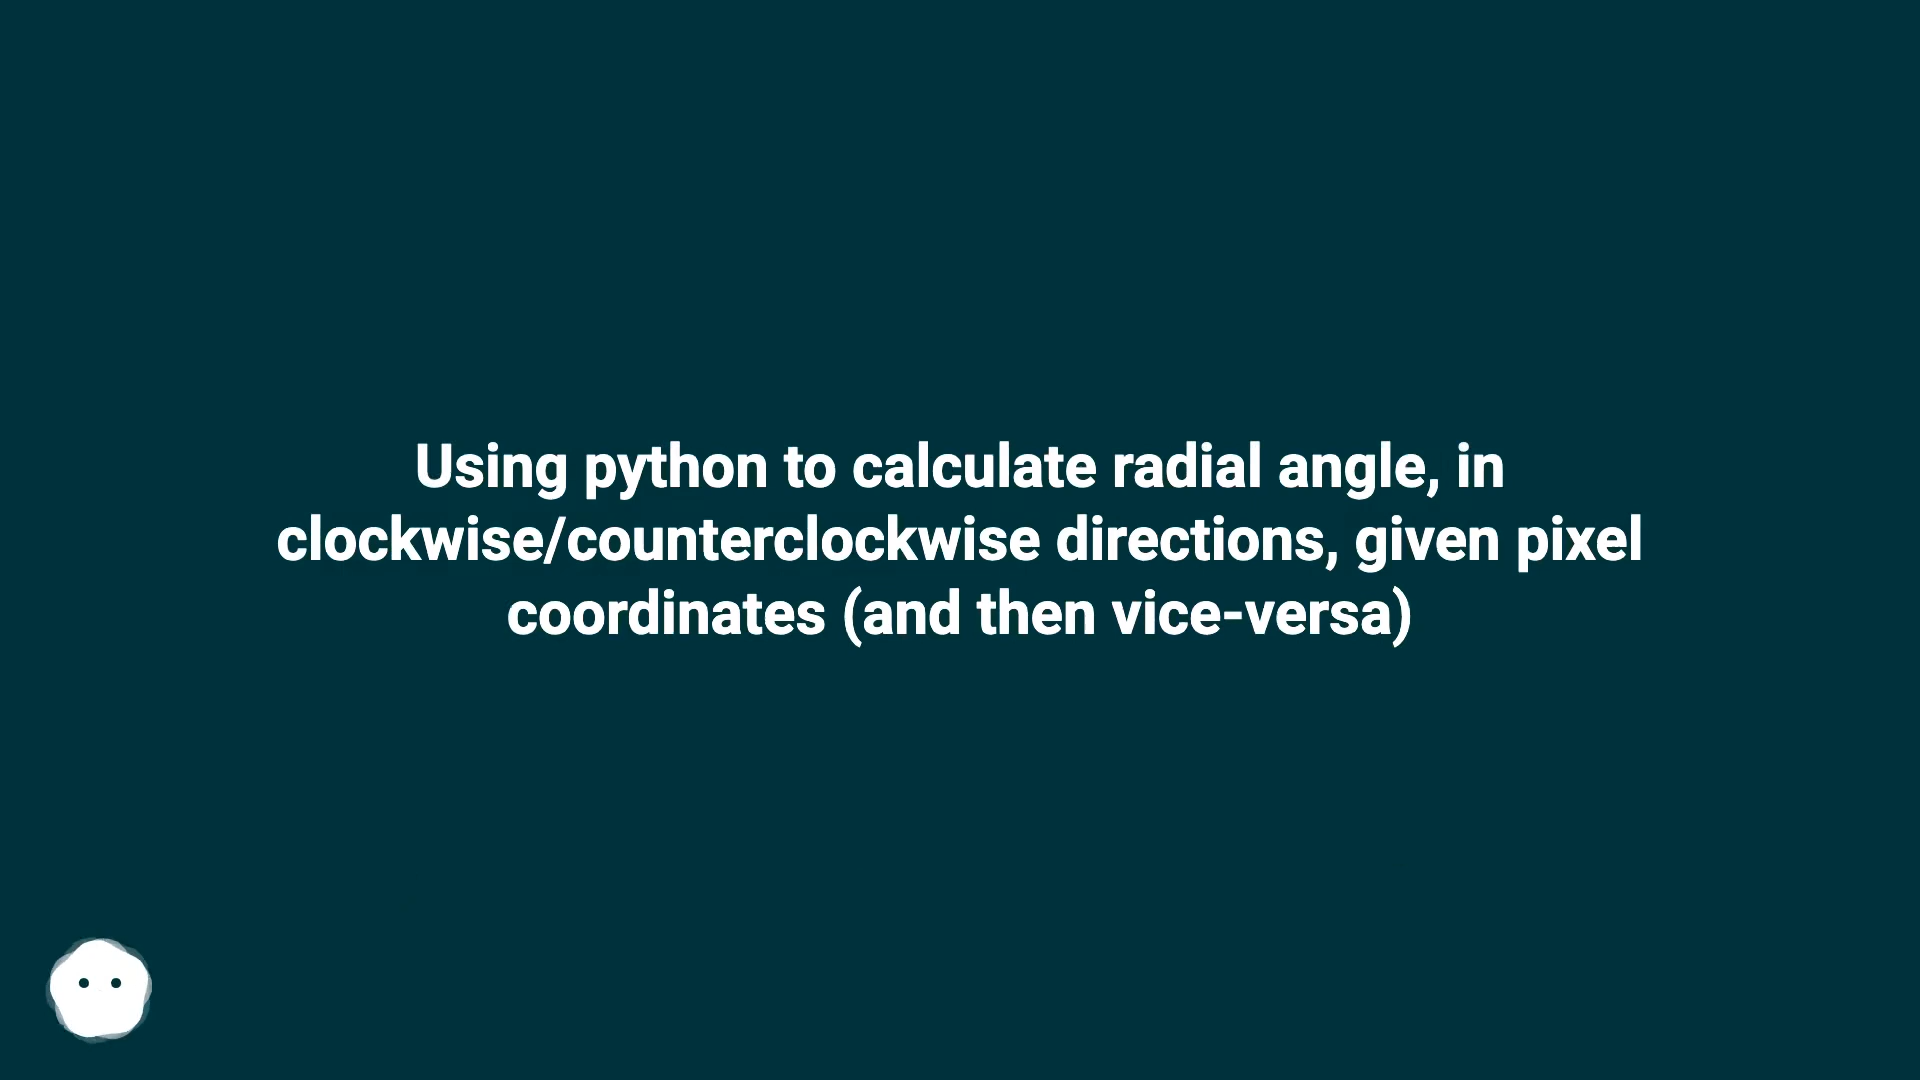 Using python to calculate radial angle, in
clockwise/counterclockwise directions, given pixel
coordinates (and then vice-versa)